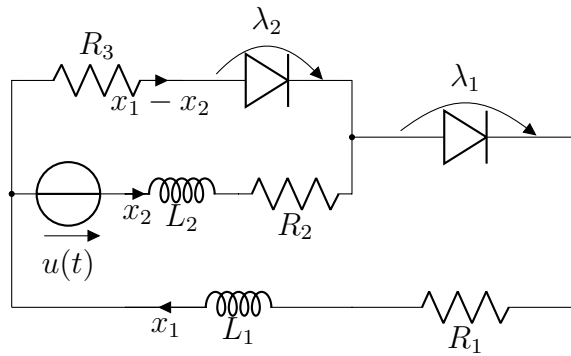 λ₂
R₃
λ₁
x₁ − x₂
x₂
L₂
R₂
u(t)
x₁
L₁
R₁